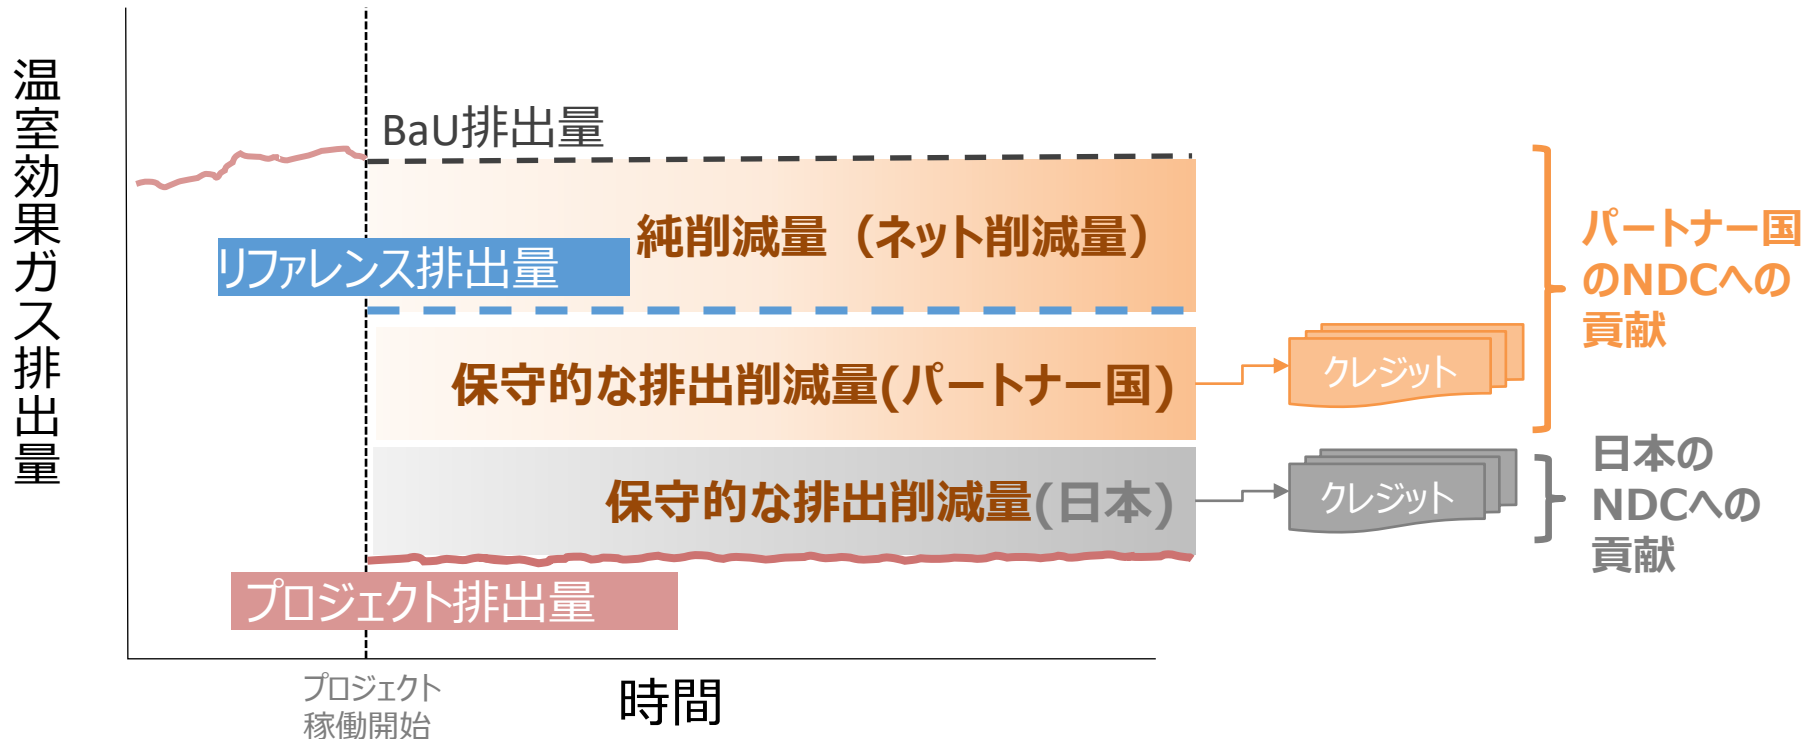 温室効果ガス排出量
BaU排出量
純削減量（ネット削減量）
リファレンス排出量
保守的な排出削減量(パートナー国)
クレジット
パートナー国
のNDCへの
貢献
保守的な排出削減量(日本)
クレジット
日本の
NDCへの
貢献
プロジェクト排出量
プロジェクト
稼働開始
時間